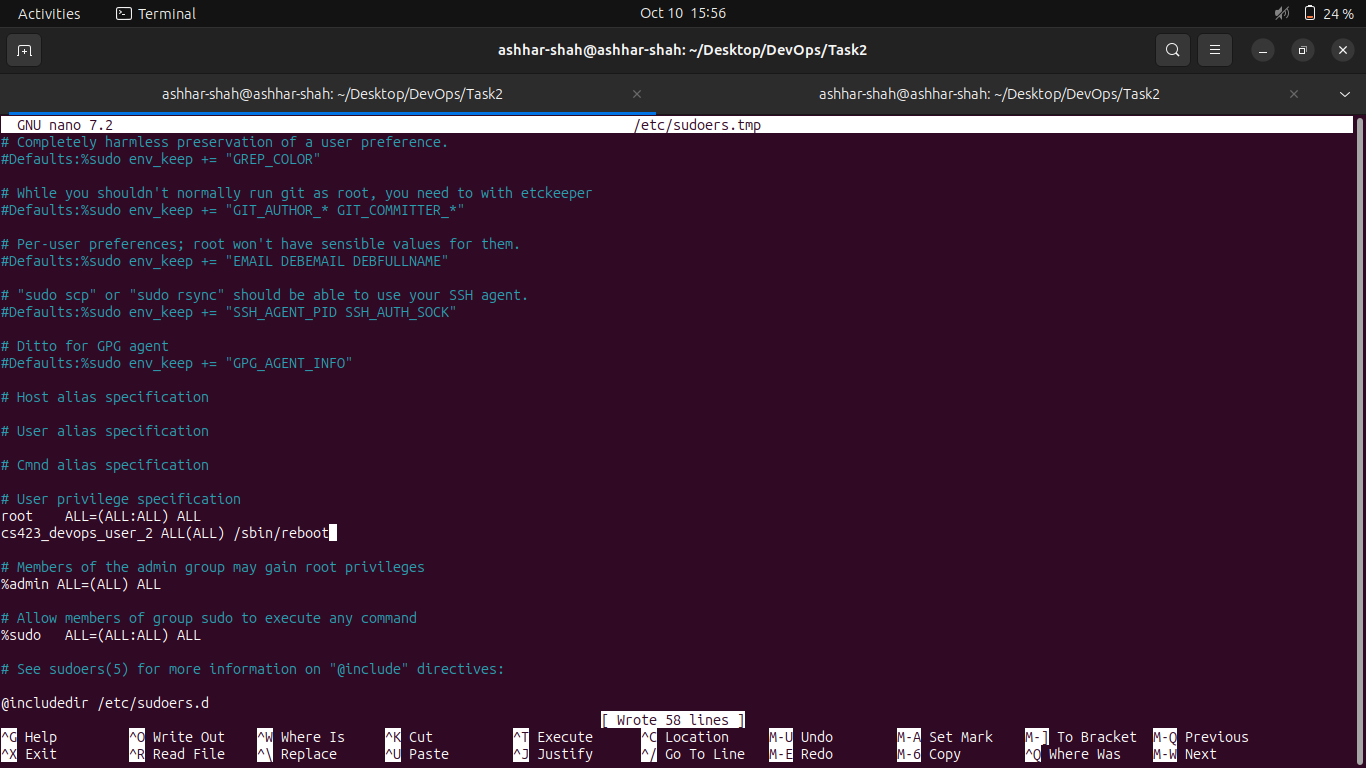 Activities Terminal Oct 10 15:56 24 %
ashhar-shah@ashhar-shah: ~/Desktop/DevOps/Task2
ashhar-shah@ashhar-shah: ~/Desktop/DevOps/Task2 ashhar-shah@ashhar-shah: ~/Desktop/DevOps/Task2
GNU nano 7.2 /etc/sudoers.tmp
# Completely harmless preservation of a user preference.
#Defaults:%sudo env_keep += "GREP_COLOR"
# While you shouldn't normally run git as root, you need to with etckeeper
#Defaults:%sudo env_keep += "GIT_AUTHOR_* GIT_COMMITTER_*"
# Per-user preferences; root won't have sensible values for them.
#Defaults:%sudo env_keep += "EMAIL DEBEMAIL DEBFULLNAME"
# "sudo scp" or "sudo rsync" should be able to use your SSH agent.
#Defaults:%sudo env_keep += "SSH_AGENT_PID SSH_AUTH_SOCK"
# Ditto for GPG agent
#Defaults:%sudo env_keep += "GPG_AGENT_INFO"
# Host alias specification
# User alias specification
# Cmnd alias specification
# User privilege specification
root    ALL=(ALL:ALL) ALL
cs423_devops_user_2 ALL(ALL) /sbin/reboot
# Members of the admin group may gain root privileges
%admin ALL=(ALL) ALL
# Allow members of group sudo to execute any command
%sudo   ALL=(ALL:ALL) ALL
# See sudoers(5) for more information on "@include" directives:
@includedir /etc/sudoers.d
[ Wrote 58 lines ]
^G Help ^O Write Out ^W Where Is ^K Cut ^T Execute ^C Location M-U Undo M-A Set Mark M-] To Bracket M-Q Previous
^X Exit ^R Read File ^\ Replace ^U Paste ^J Justify ^/ Go To Line M-E Redo M-6 Copy ^Q Where Was M-W Next